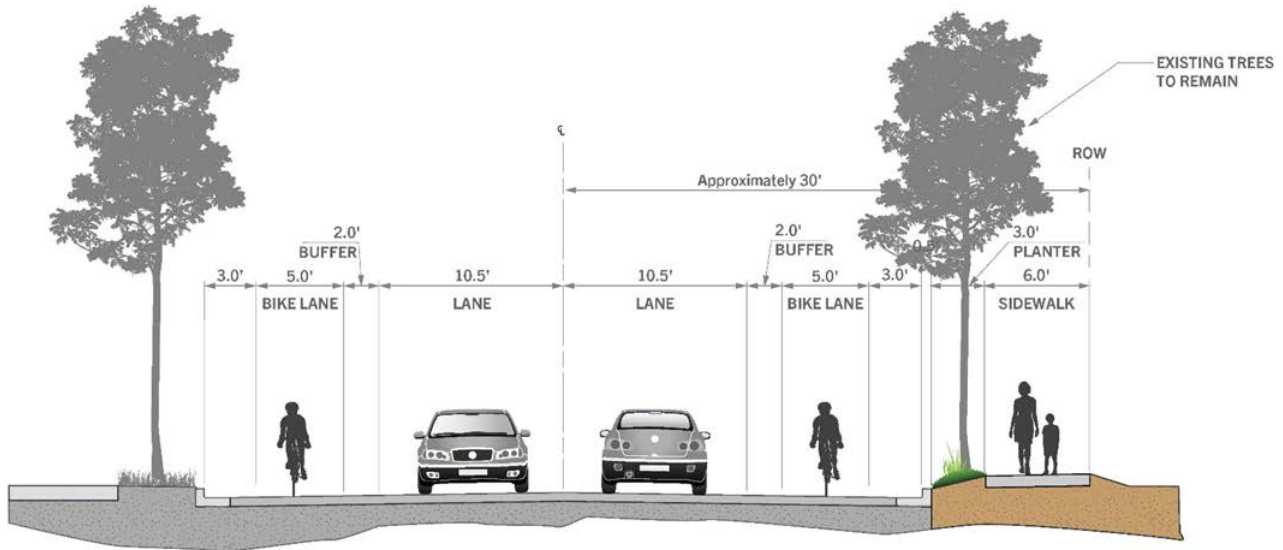 EXISTING TREES
TO REMAIN
℄
ROW
Approximately 30'
2.0'
BUFFER
2.0'
BUFFER
0.5'
3.0'
PLANTER
3.0'
5.0'
10.5'
10.5'
5.0'
3.0'
6.0'
BIKE LANE
LANE
LANE
BIKE LANE
SIDEWALK